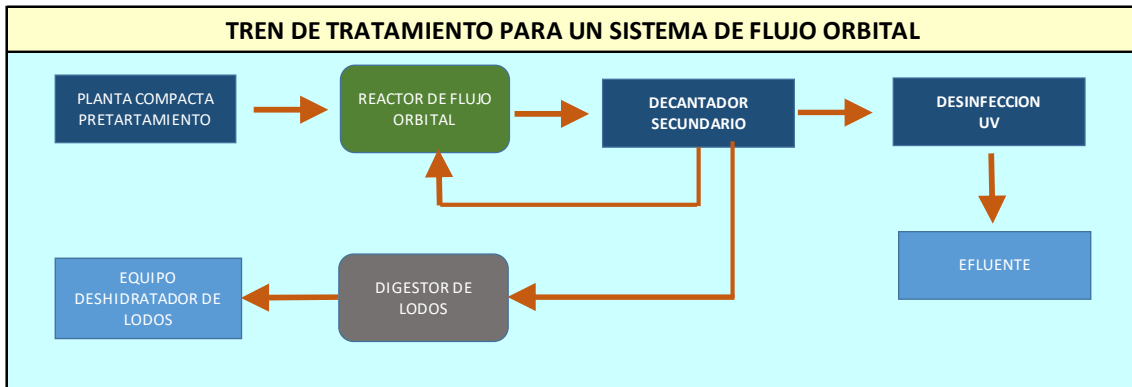 TREN DE TRATAMIENTO PARA UN SISTEMA DE FLUJO ORBITAL
PLANTA COMPACTA
PRETARTAMIENTO
REACTOR DE FLUJO
ORBITAL
DECANTADOR
SECUNDARIO
DESINFECCION
UV
EQUIPO
DESHIDRATADOR DE
LODOS
DIGESTOR DE
LODOS
EFLUENTE